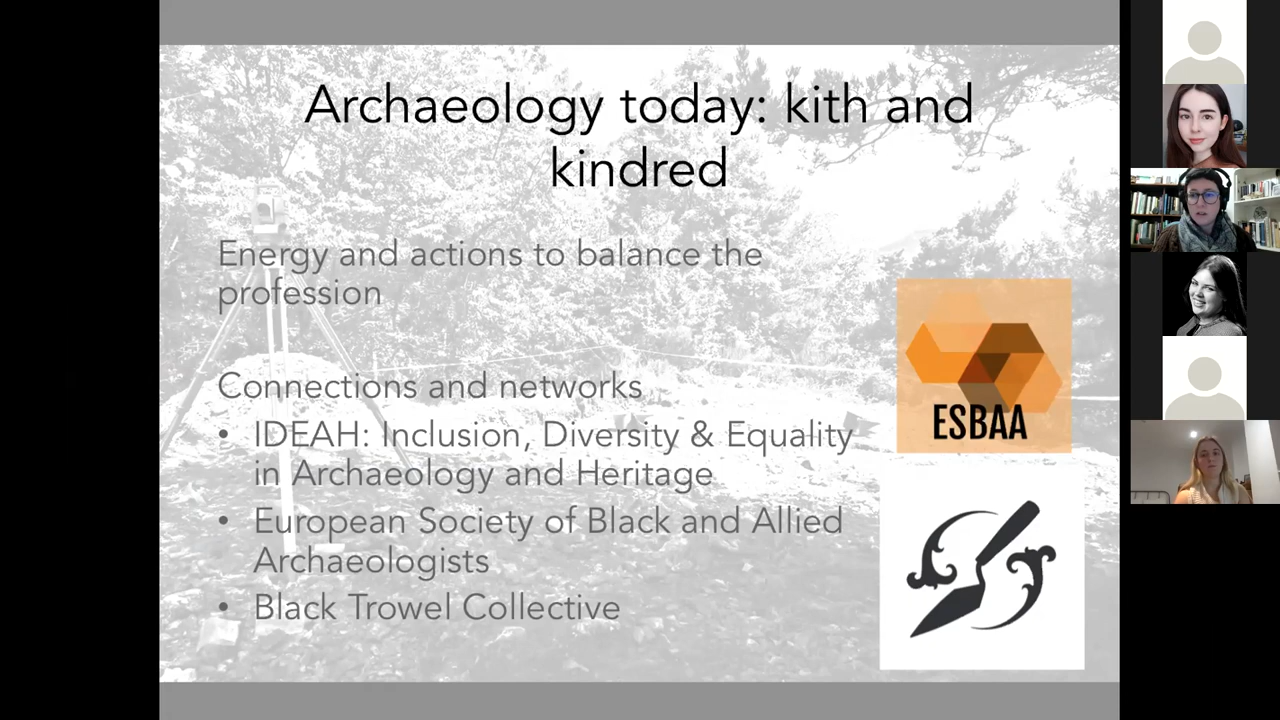 Archaeology today: kith and
kindred
Energy and actions to balance the
profession
Connections and networks
• IDEAH: Inclusion, Diversity & Equality
in Archaeology and Heritage
• European Society of Black and Allied
Archaeologists
• Black Trowel Collective
ESBAA